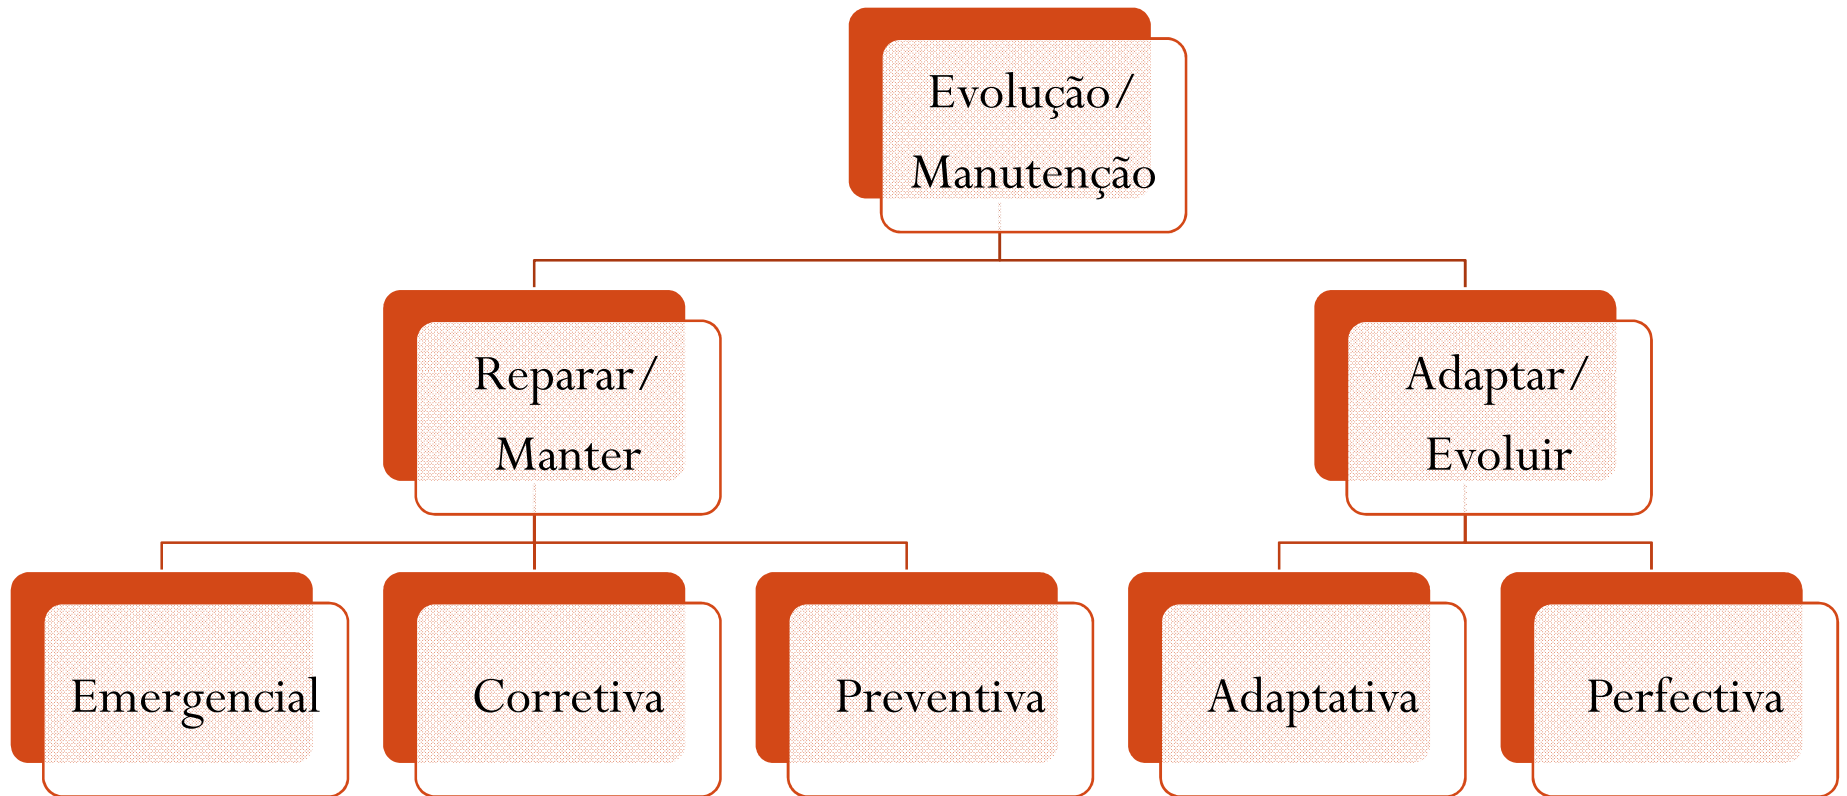 Evolução/
Manutenção
Reparar/
Manter
Adaptar/
Evoluir
Emergencial
Corretiva
Preventiva
Adaptativa
Perfectiva